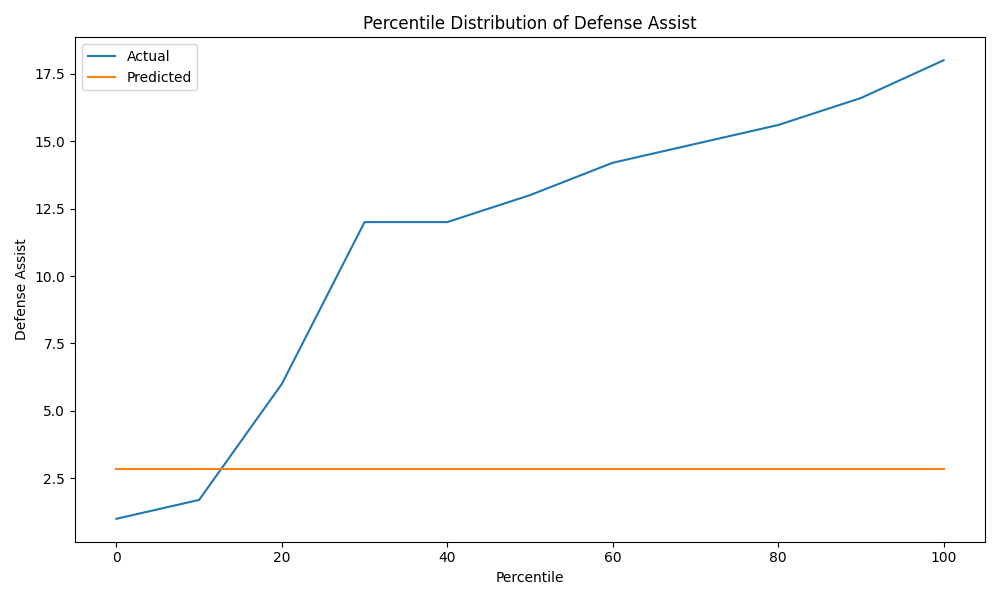 Percentile Distribution of Defense Assist
Actual
Predicted
17.5
15.0
12.5
10.0
7.5
5.0
2.5
Defense Assist
0
20
40
60
80
100
Percentile